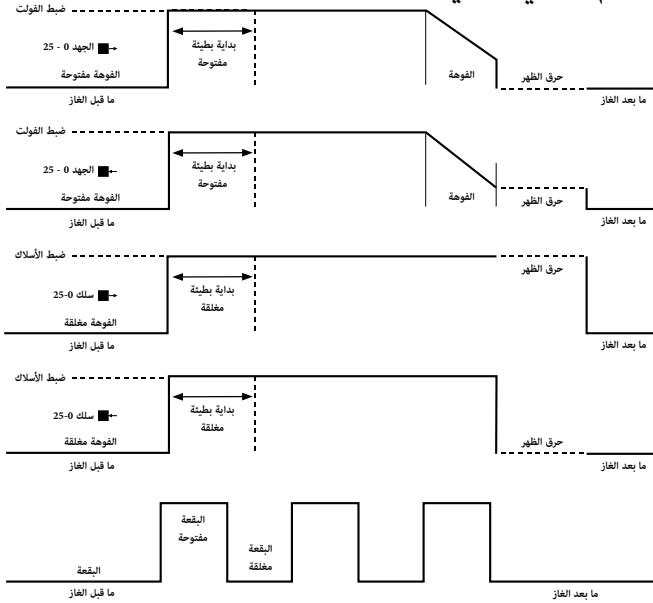 ضبط الفولت
الجهد 0 - 25
بداية بطيئة
مفتوحة
الفوهة مفتوحة
ما قبل الغاز
الفوهة
حرق الظهر
ما بعد الغاز
ضبط الفولت
الجهد 0 - 25
بداية بطيئة
مفتوحة
الفوهة مفتوحة
ما قبل الغاز
الفوهة
حرق الظهر
ما بعد الغاز
ضبط الأسلاك
سلك 0-25
بداية بطيئة
مغلقة
الفوهة مغلقة
ما قبل الغاز
حرق الظهر
ما بعد الغاز
ضبط الأسلاك
سلك 0-25
بداية بطيئة
مغلقة
الفوهة مغلقة
ما قبل الغاز
حرق الظهر
ما بعد الغاز
البقعة
مفتوحة
البقعة
مغلقة
البقعة
ما قبل الغاز
ما بعد الغاز